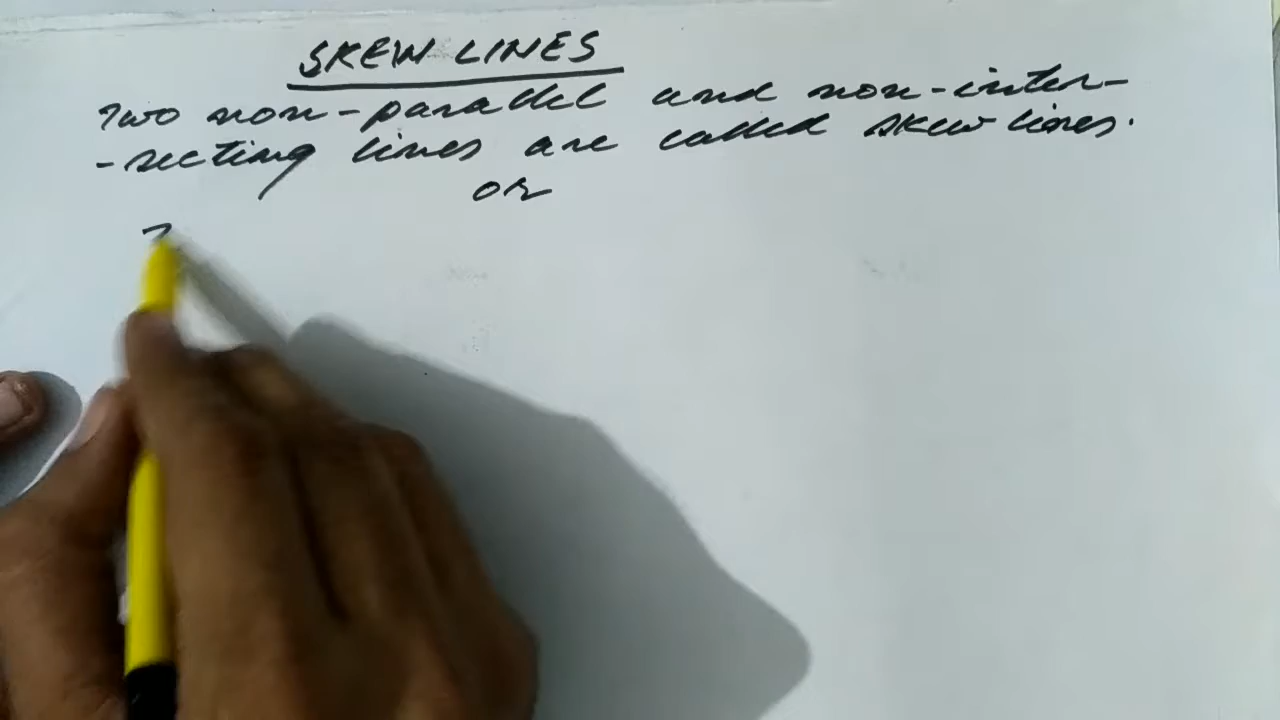 SKEW LINES
Two non-parallel and non-inter-
-secting lines are called skew lines.
or